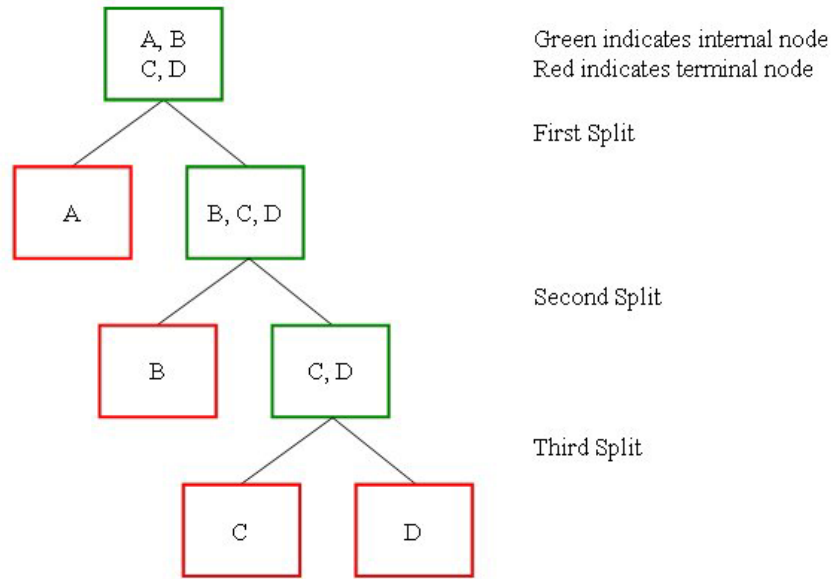 A, B
C, D
Green indicates internal node
Red indicates terminal node
First Split
A
B, C, D
Second Split
B
C, D
Third Split
C
D